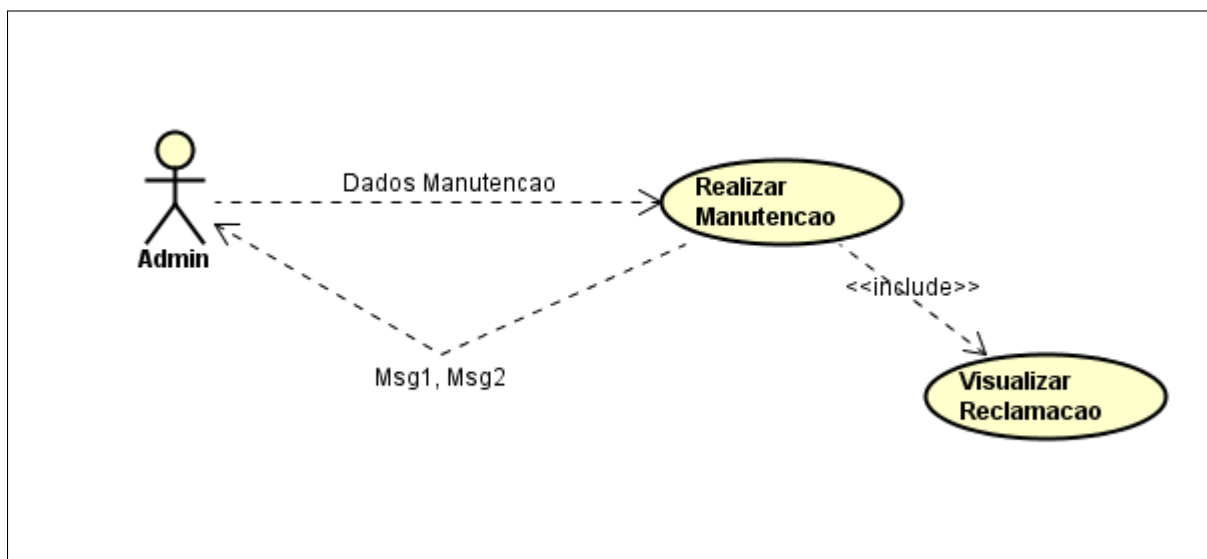 Dados Manutencao
Realizar
Manutencao
Admin
<<include>>
Msg1, Msg2
Visualizar
Reclamacao